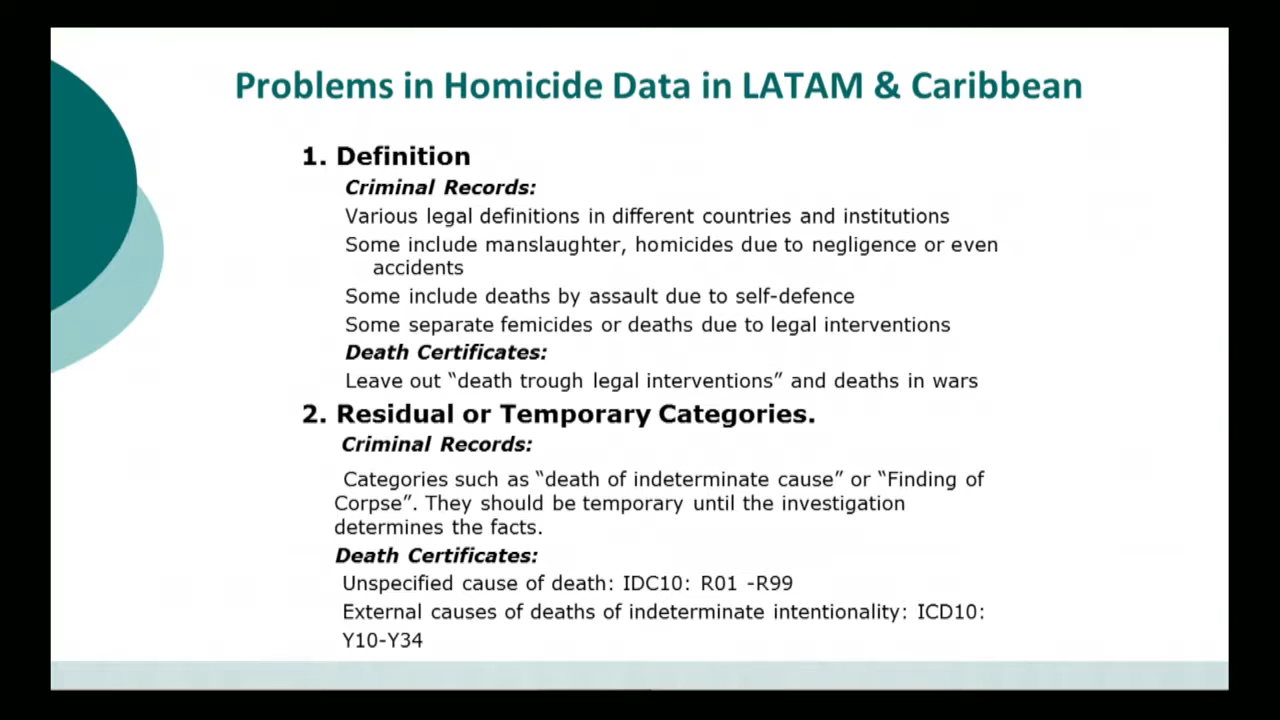 Problems in Homicide Data in LATAM & Caribbean
1. Definition
Criminal Records:
Various legal definitions in different countries and institutions
Some include manslaughter, homicides due to negligence or even
accidents
Some include deaths by assault due to self-defence
Some separate femicides or deaths due to legal interventions
Death Certificates:
Leave out “death trough legal interventions” and deaths in wars
2. Residual or Temporary Categories.
Criminal Records:
Categories such as “death of indeterminate cause” or “Finding of
Corpse”. They should be temporary until the investigation
determines the facts.
Death Certificates:
Unspecified cause of death: IDC10: R01 -R99
External causes of deaths of indeterminate intentionality: ICD10:
Y10-Y34